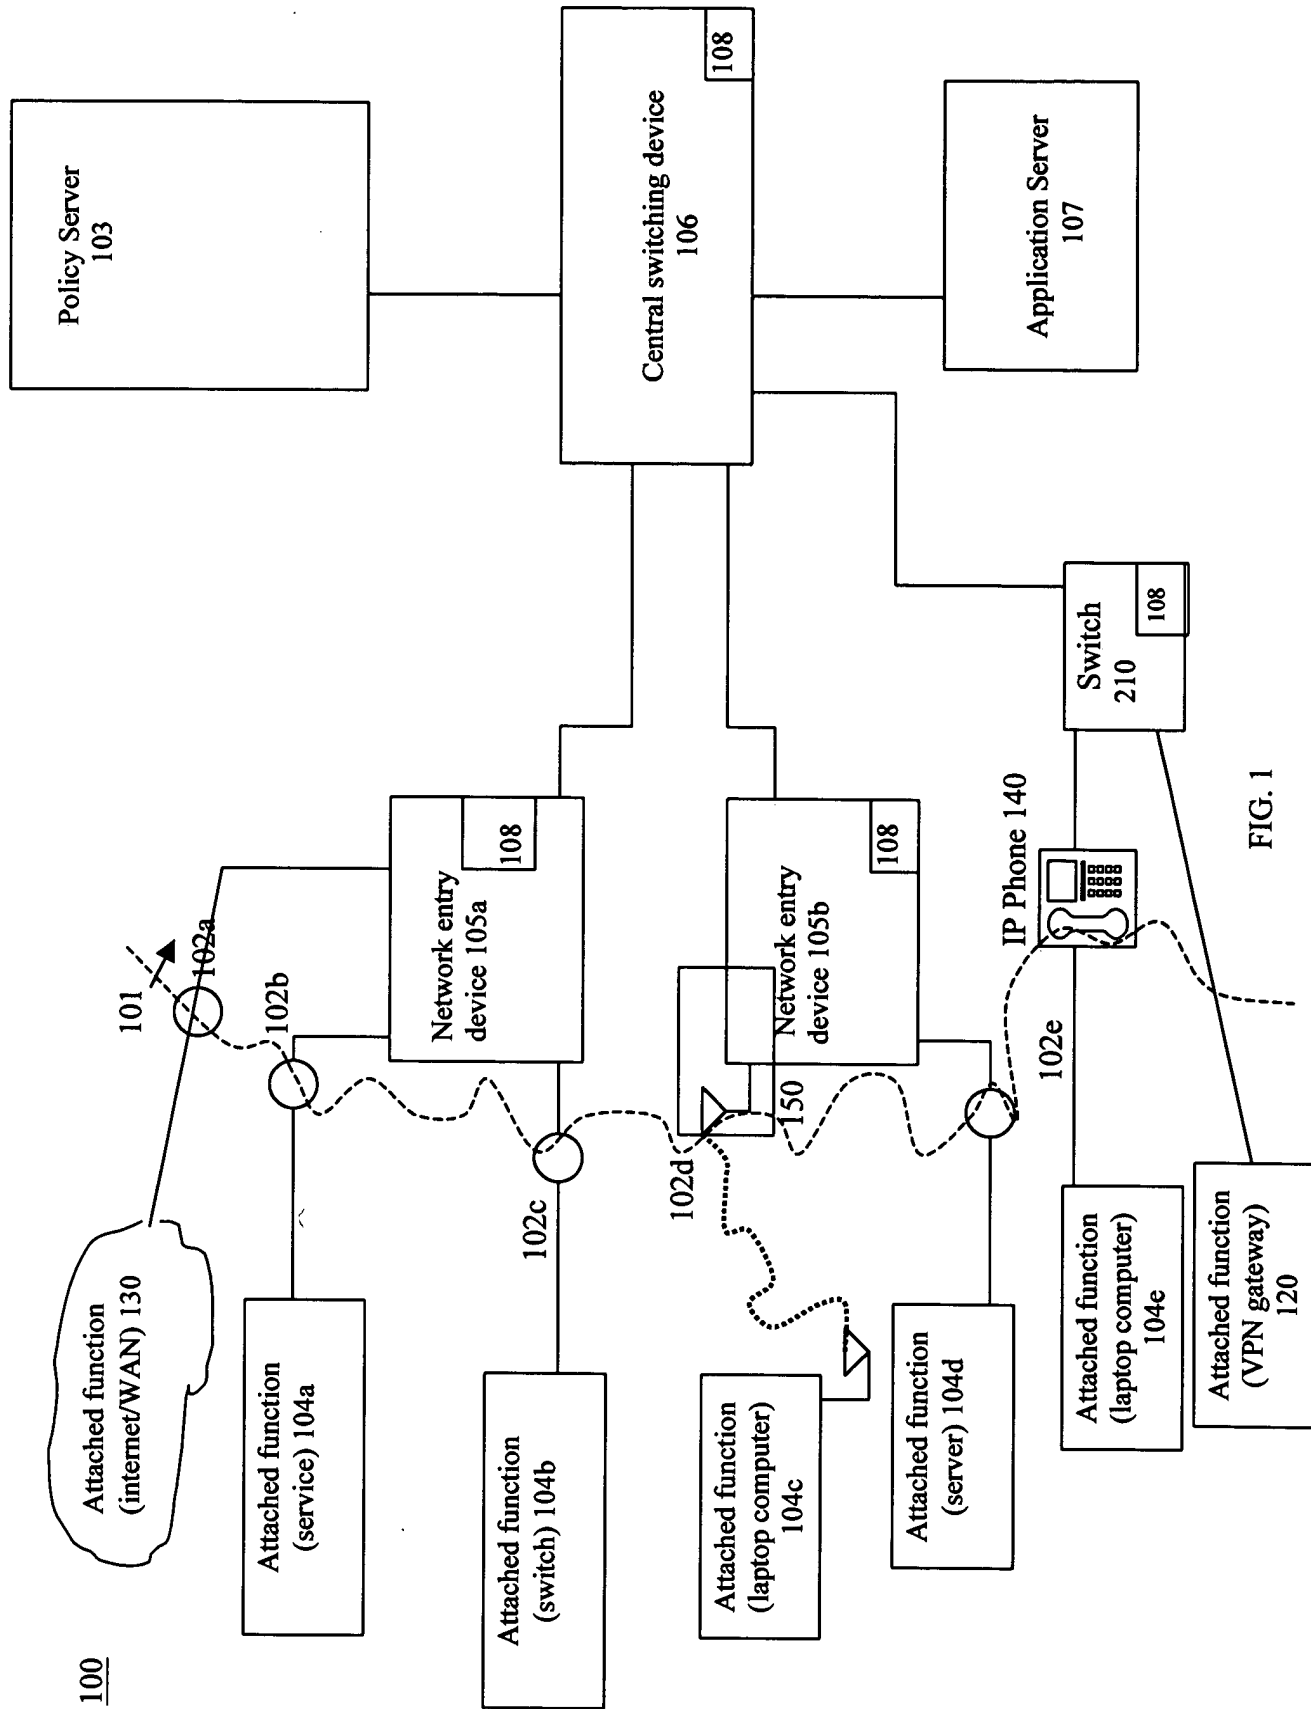 100
Attached function
(internet/WAN) 130
101
102a
Attached function
(service) 104a
102b
Attached function
(switch) 104b
102c
Network entry
device 105a
108
Policy Server
103
Attached function
(laptop computer)
104c
102d
150
Network entry
device 105b
108
Central switching device
106
108
Attached function
(server) 104d
IP Phone 140
102e
Attached function
(laptop computer)
104e
Switch
210
108
Application Server
107
Attached function
(VPN gateway)
120
FIG. 1